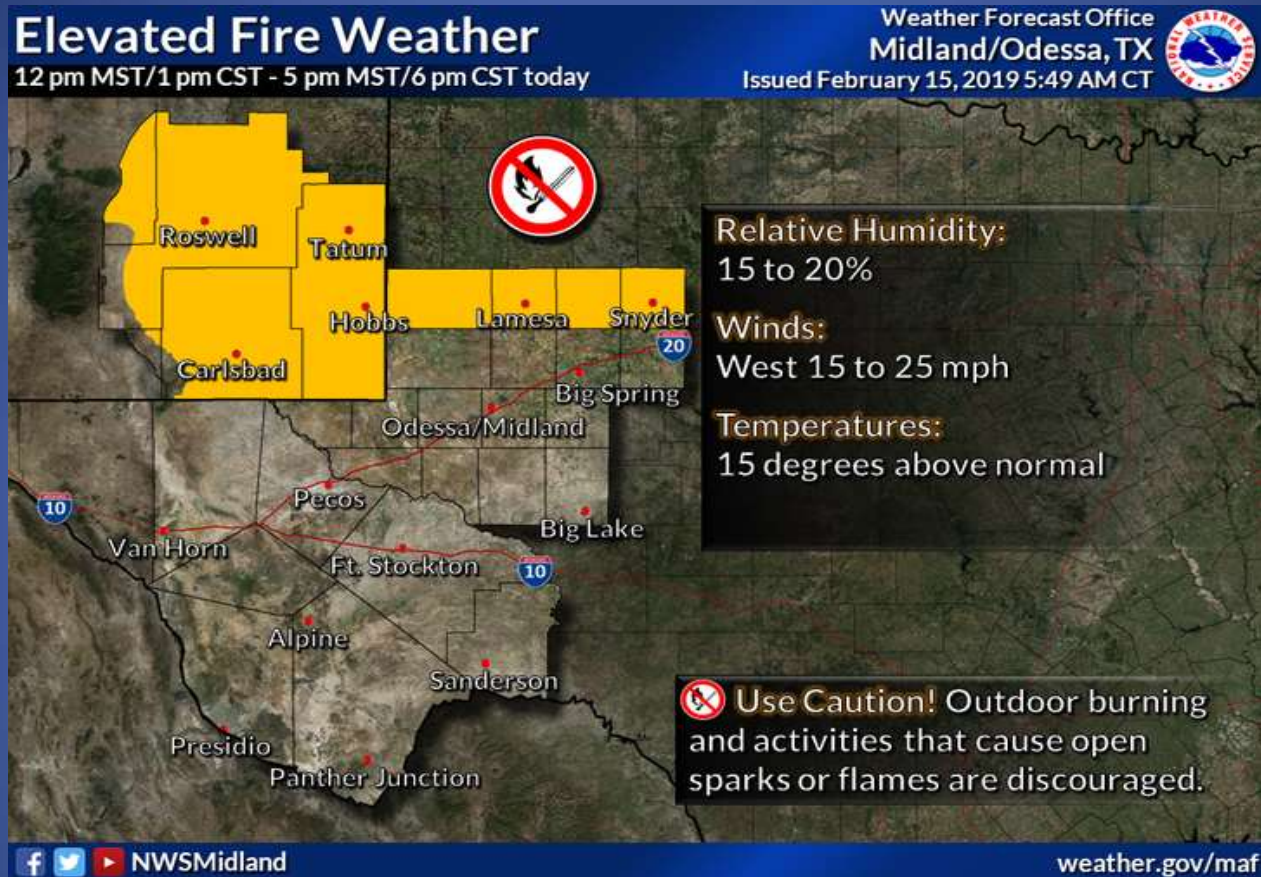 Elevated Fire Weather
12 pm MST/1 pm CST - 5 pm MST/6 pm CST today
Weather Forecast Office
Midland/Odessa, TX
Issued February 15, 2019 5:49 AM CT
NATIONAL WEATHER SERVICE
Roswell
Tatum
Hobbs
Lamesa
Snyder
Carlsbad
20
Big Spring
Odessa/Midland
Pecos
10
Van Horn
Big Lake
Ft. Stockton
10
Alpine
Sanderson
Presidio
Panther Junction
Relative Humidity:
15 to 20%
Winds:
West 15 to 25 mph
Temperatures:
15 degrees above normal
Use Caution! Outdoor burning
and activities that cause open
sparks or flames are discouraged.
NWSMidland
weather.gov/maf